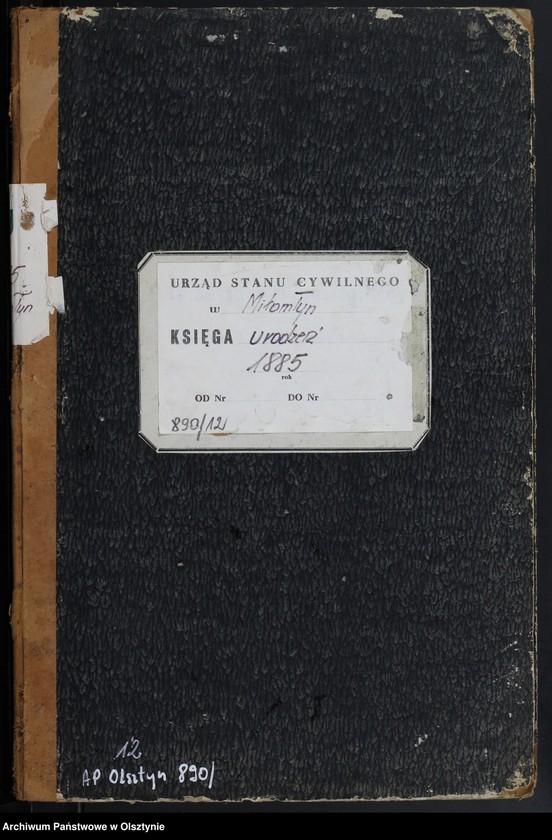 URZĄD STANU CYWILNEGO
w Miłomłyn
KSIĘGA urodzeń
1885
rok
OD Nr DO Nr
890/12
12
AP Olsztyn 890/
Archiwum Państwowe w Olsztynie